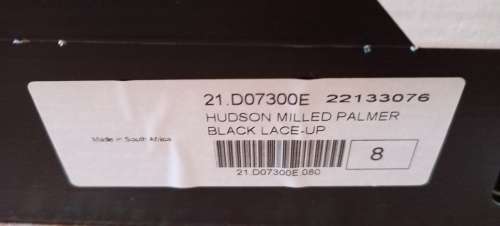 21.D07300E 22133076
HUDSON MILLED PALMER
BLACK LACE-UP
Made in South Africa
8
21.D07300E 080